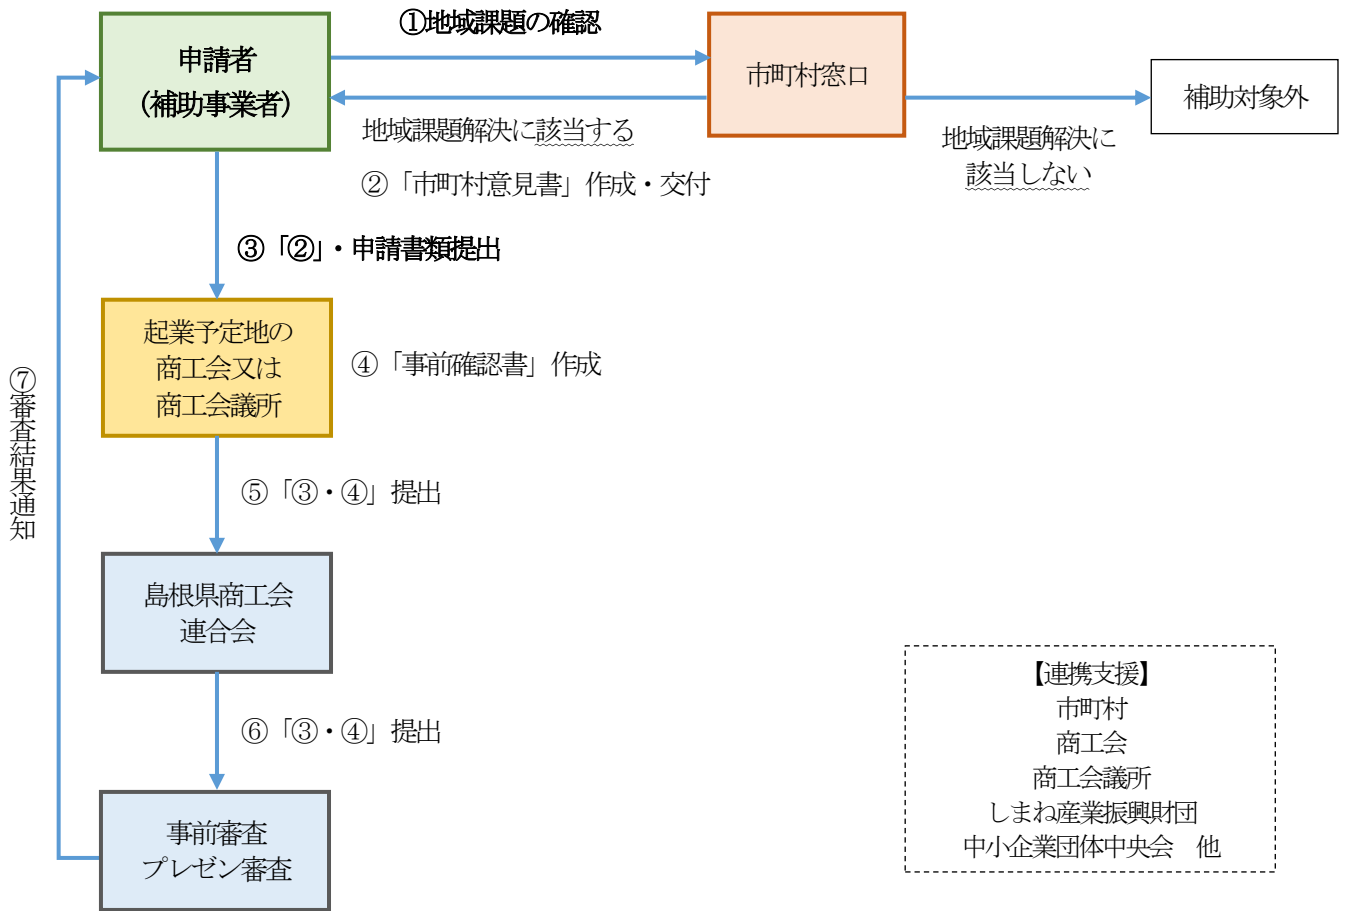 ①地域課題の確認
申請者
（補助事業者）
市町村窓口
補助対象外
地域課題解決に該当する
②「市町村意見書」作成・交付
地域課題解決に
該当しない
③「②」・申請書類提出
起業予定地の
商工会又は
商工会議所
④「事前確認書」作成
⑦審査結果通知
⑤「③・④」提出
島根県商工会
連合会
⑥「③・④」提出
事前審査
プレゼン審査
【連携支援】
市町村
商工会
商工会議所
しまね産業振興財団
中小企業団体中央会　他